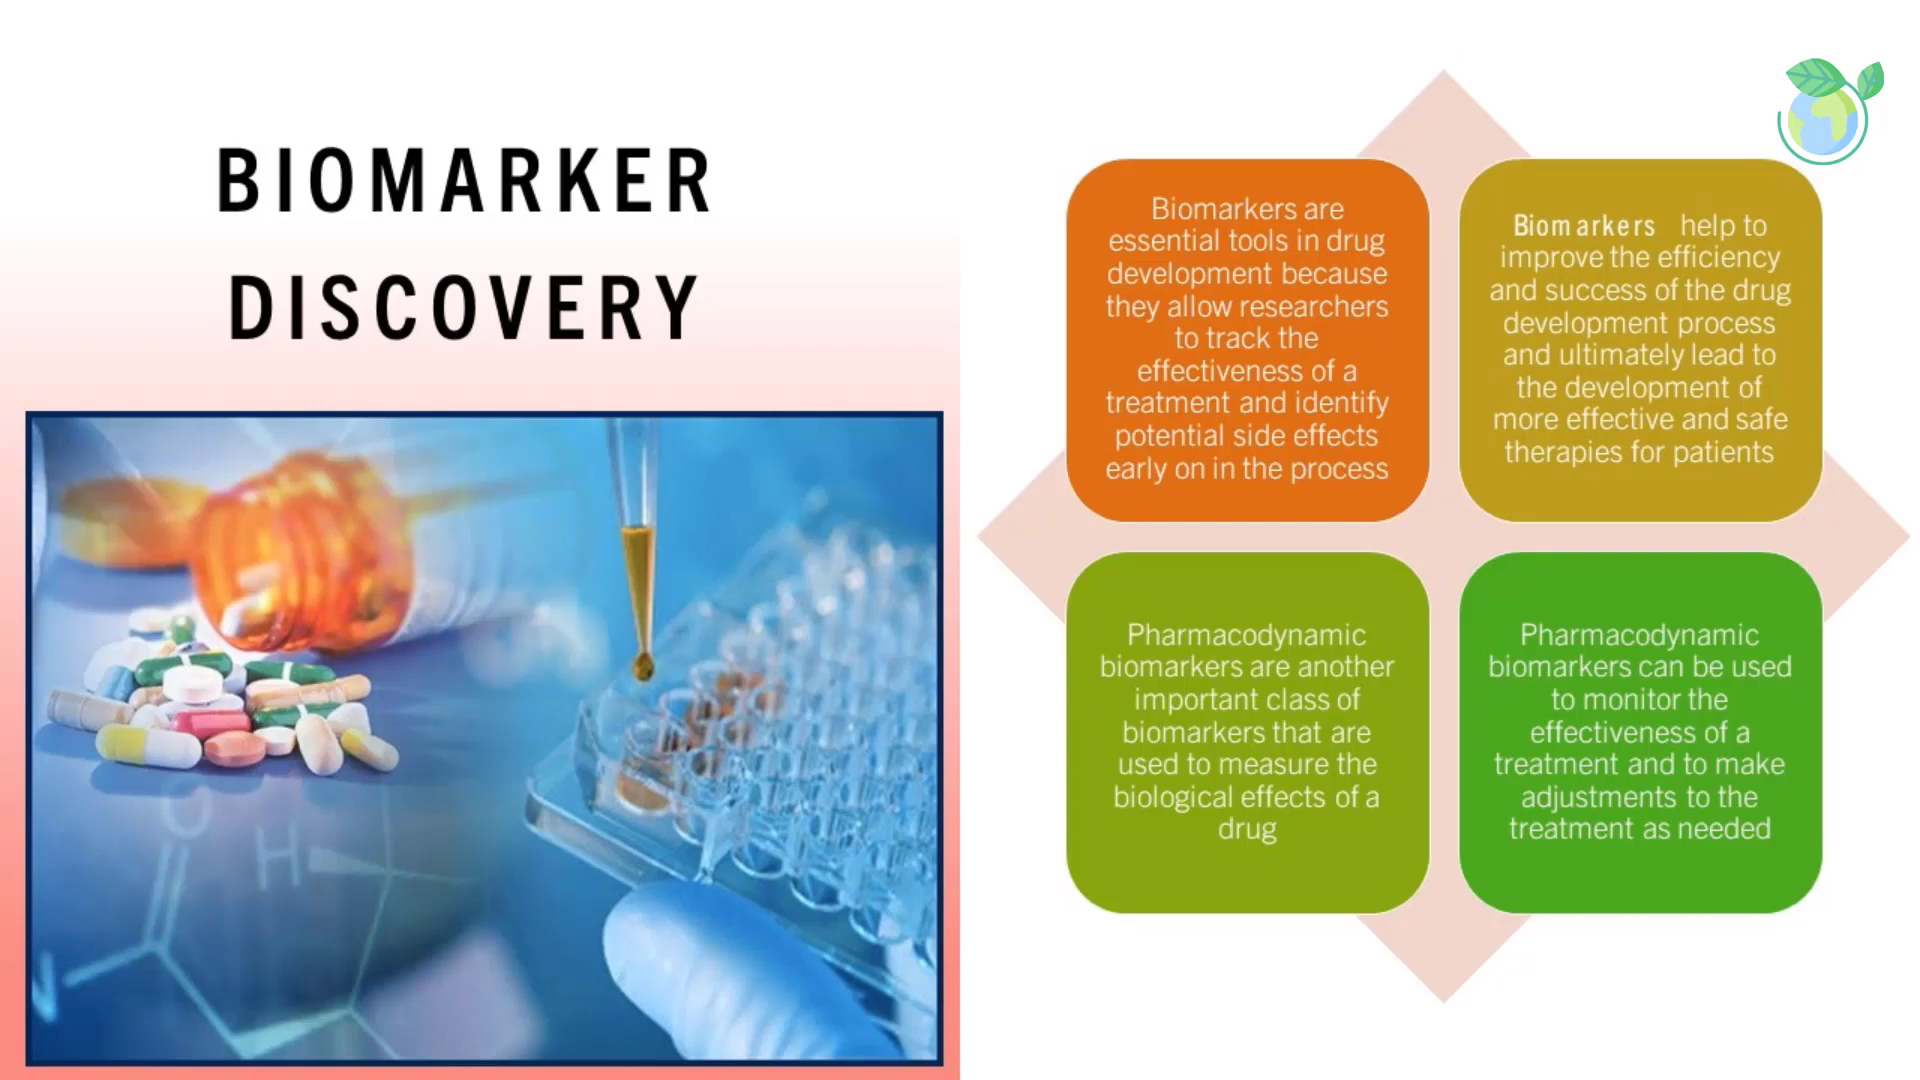 BIOMARKER
DISCOVERY
Biomarkers are
essential tools in drug
development because
they allow researchers
to track the
effectiveness of a
treatment and identify
potential side effects
early on in the process
Biomarkers help to
improve the efficiency
and success of the drug
development process
and ultimately lead to
the development of
more effective and safe
therapies for patients
Pharmacodynamic
biomarkers are another
important class of
biomarkers that are
used to measure the
biological effects of a
drug
Pharmacodynamic
biomarkers can be used
to monitor the
effectiveness of a
treatment and to make
adjustments to the
treatment as needed
O
H
N